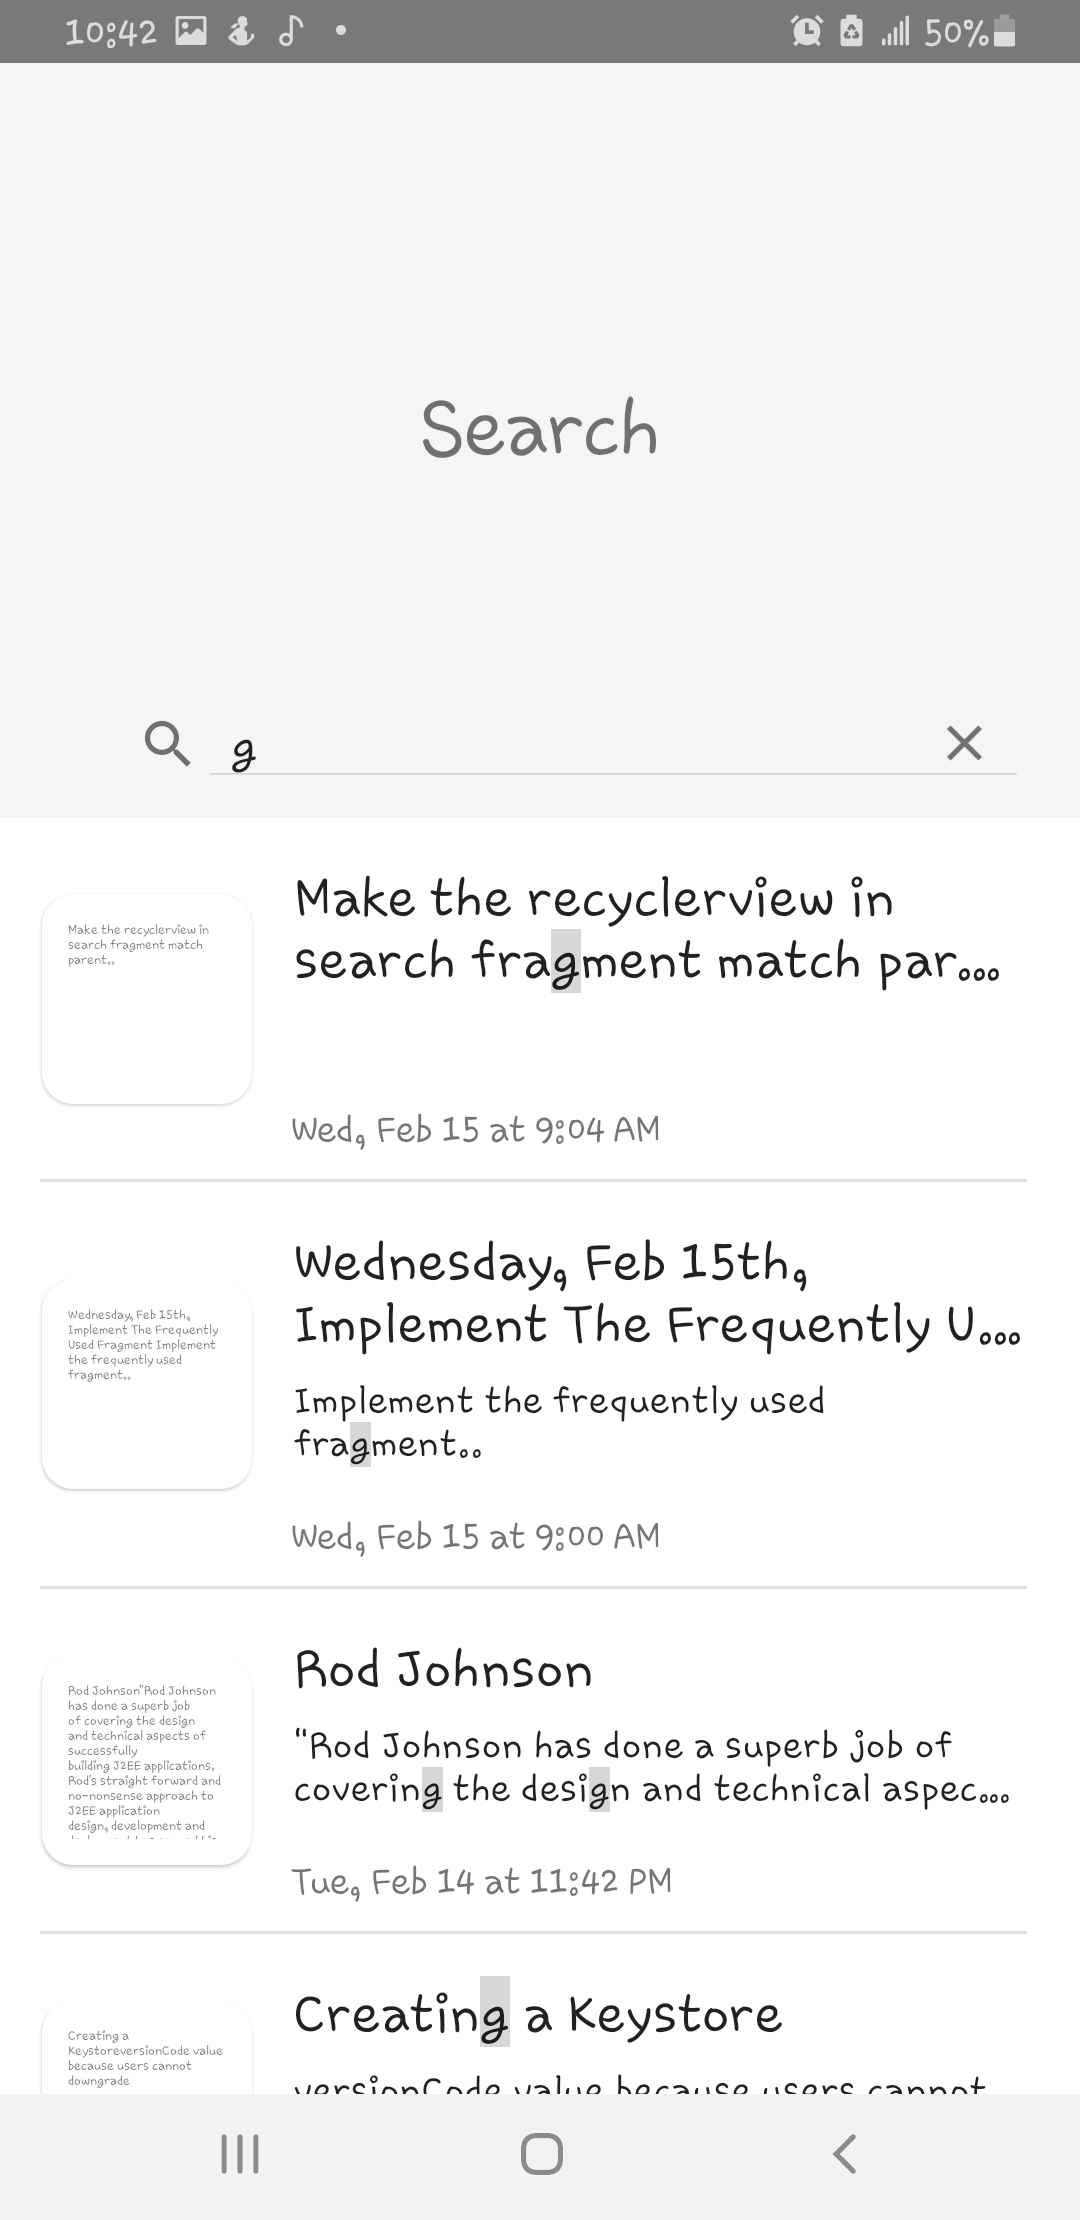 10:42
50%
Search
g
Make the recyclerview in
search fragment match parent..
Make the recyclerview in
search fragment match par...
Wed, Feb 15 at 9:04 AM
Wednesday, Feb 15th,
Implement The Frequently
Used Fragment Implement
the frequently used
fragment..
Wednesday, Feb 15th,
Implement The Frequently U...
Implement the frequently used
fragment..
Wed, Feb 15 at 9:00 AM
Rod Johnson"Rod Johnson
has done a superb job
of covering the design
and technical aspects of
successfully
building J2EE applications.
Rod's straight forward and
no-nonsense approach to
J2EE application
design, development and
Rod Johnson
"Rod Johnson has done a superb job of
covering the design and technical aspec...
Tue, Feb 14 at 11:42 PM
Creating a
KeystoreversionCode value
because users cannot
downgrade
Creating a Keystore
versionCode value because users cannot